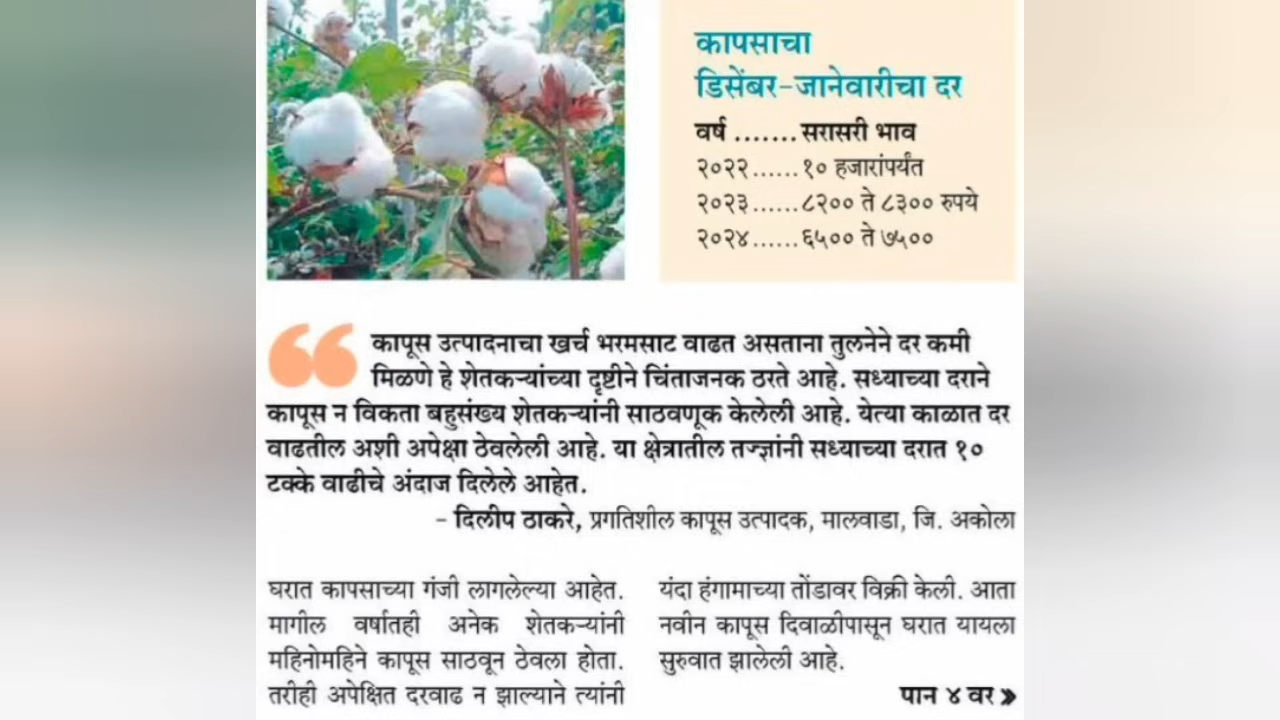 कापसाचा
डिसेंबर-जानेवारीचा दर
वर्ष .......सरासरी भाव
२०२२......१० हजारांपर्यंत
२०२३......८२०० ते ८३०० रुपये
२०२४......६५०० ते ७५००
कापूस उत्पादनाचा खर्च भरमसाट वाढत असताना तुलनेने दर कमी
मिळणे हे शेतकऱ्यांच्या दृष्टीने चिंताजनक ठरते आहे. सध्याच्या दराने
कापूस न विकता बहुसंख्य शेतकऱ्यांनी साठवणूक केलेली आहे. येत्या काळात दर
वाढतील अशी अपेक्षा ठेवलेली आहे. या क्षेत्रातील तज्ज्ञांनी सध्याच्या दरात १०
टक्के वाढीचे अंदाज दिलेले आहेत.
- दिलीप ठाकरे, प्रगतिशील कापूस उत्पादक, मालवाडा, जि. अकोला
घरात कापसाच्या गंजी लागलेल्या आहेत.
मागील वर्षातही अनेक शेतकऱ्यांनी
महिनोमहिने कापूस साठवून ठेवला होता.
तरीही अपेक्षित दरवाढ न झाल्याने त्यांनी
यंदा हंगामाच्या तोंडावर विक्री केली. आता
नवीन कापूस दिवाळीपासून घरात यायला
सुरुवात झालेली आहे.
पान ४ वर »